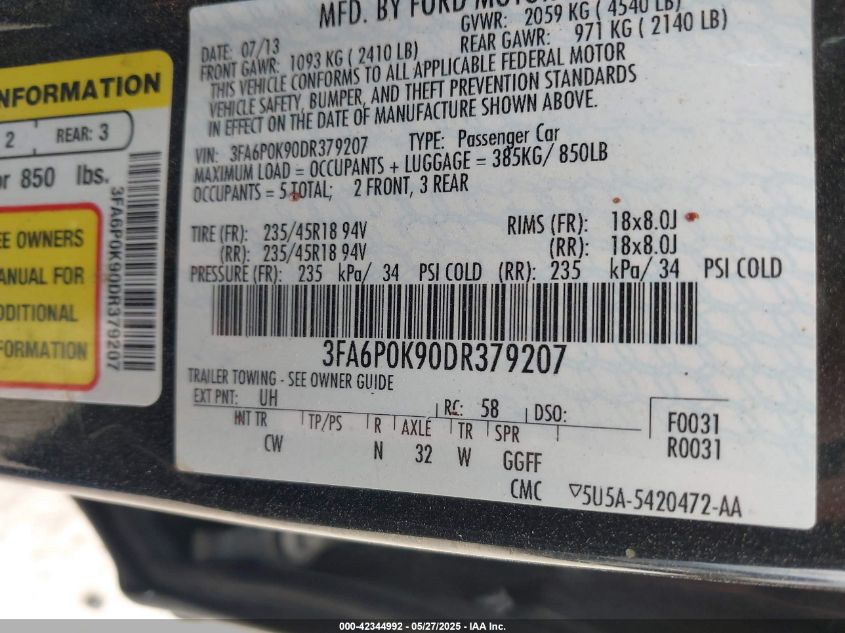 MFD. BY FORD MOTOR
DATE: 07/13 GVWR: 2059 KG ( 4540 LB)
FRONT GAWR: 1093 KG ( 2410 LB) REAR GAWR: 971 KG ( 2140 LB)
THIS VEHICLE CONFORMS TO ALL APPLICABLE FEDERAL MOTOR
VEHICLE SAFETY, BUMPER, AND THEFT PREVENTION STANDARDS
IN EFFECT ON THE DATE OF MANUFACTURE SHOWN ABOVE.
VIN: 3FA6P0K90DR379207 TYPE: Passenger Car
MAXIMUM LOAD = OCCUPANTS + LUGGAGE = 385KG/ 850LB
OCCUPANTS = 5 TOTAL; 2 FRONT, 3 REAR
TIRE (FR): 235/45R18 94V RIMS (FR): 18x8.0J
(RR): 235/45R18 94V (RR): 18x8.0J
PRESSURE (FR): 235 kPa/ 34 PSI COLD (RR): 235 kPa/ 34 PSI COLD
3FA6P0K90DR379207
TRAILER TOWING - SEE OWNER GUIDE
EXT PNT: UH RC: 58 DSO: F0031
INT TR TP/PS R AXLE TR SPR R0031
CW N 32 W GGFF
CMC ▽5U5A-5420472-AA
INFORMATION
2 REAR: 3
or 850 lbs.
EE OWNERS
ANUAL FOR
DDITIONAL
FORMATION
3FA6P0K90DR379207
000-42344992 — 05/27/2025 — IAA Inc.